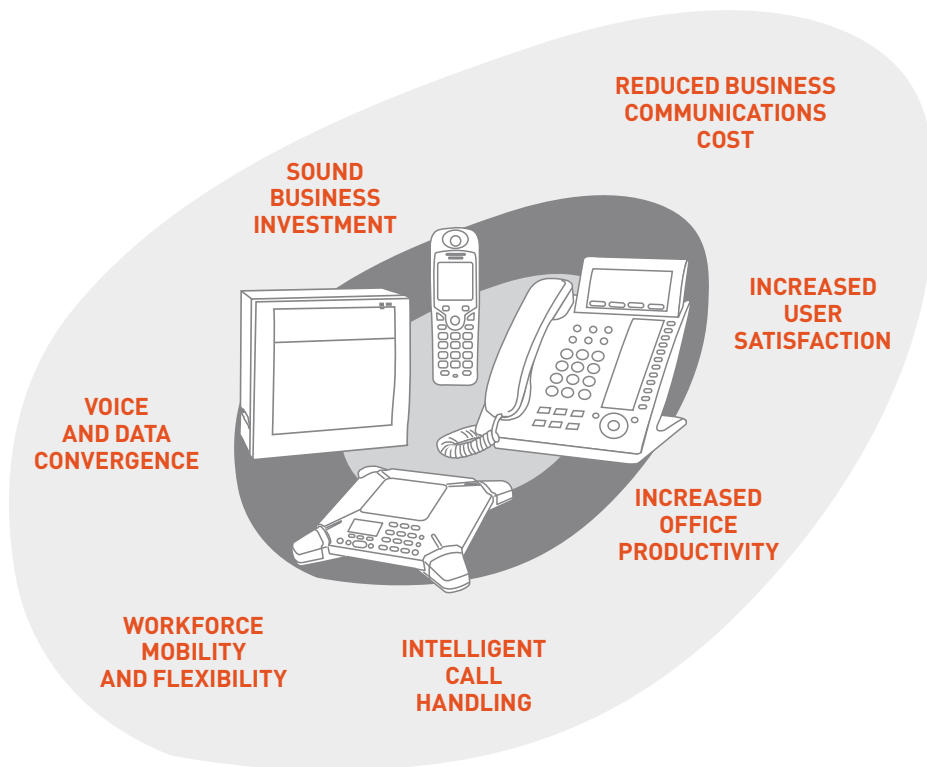 REDUCED BUSINESS
COMMUNICATIONS
COST
SOUND
BUSINESS
INVESTMENT
INCREASED
USER
SATISFACTION
VOICE
AND DATA
CONVERGENCE
INCREASED
OFFICE
PRODUCTIVITY
WORKFORCE
MOBILITY
AND FLEXIBILITY
INTELLIGENT
CALL
HANDLING